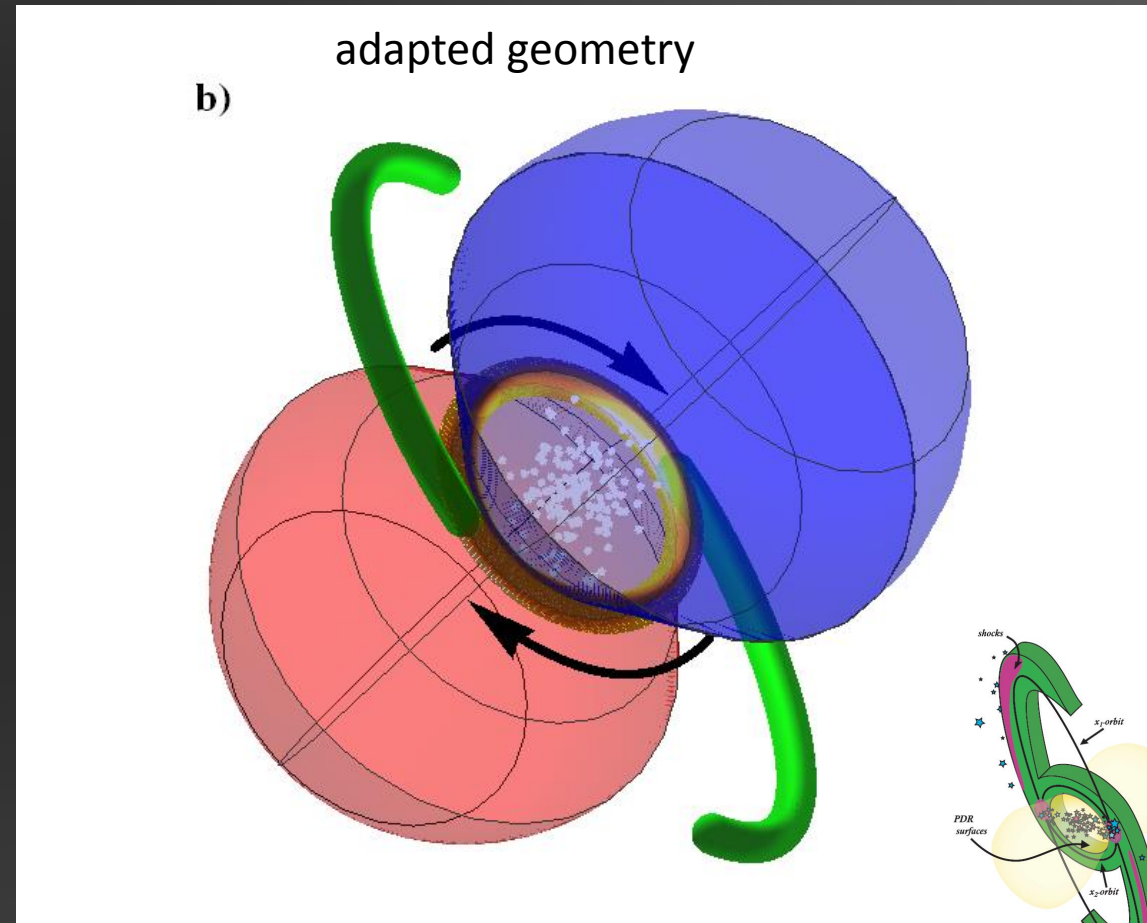 adapted geometry
b)
shocks
x1-orbit
PDR
surfaces
x2-orbit